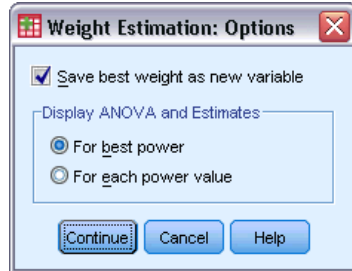 Weight Estimation: Options
Save best weight as new variable
Display ANOVA and Estimates
For best power
For each power value
Continue Cancel Help